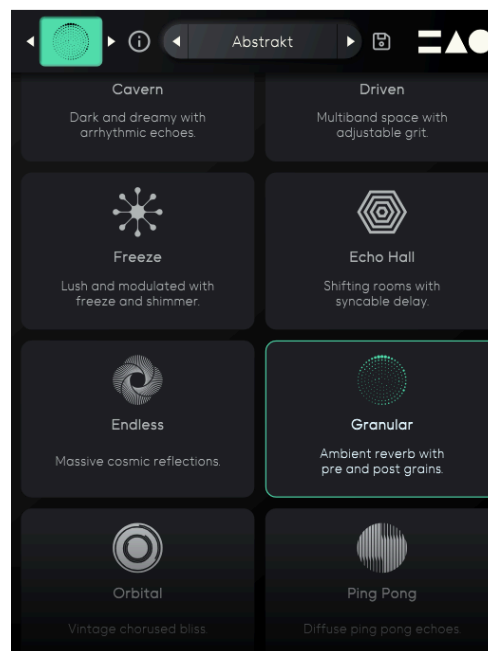 Abstrakt
Cavern
Dark and dreamy with
arrhythmic echoes.
Driven
Multiband space with
adjustable grit.
Freeze
Lush and modulated with
freeze and shimmer.
Echo Hall
Shifting rooms with
syncable delay.
Endless
Massive cosmic reflections.
Granular
Ambient reverb with
pre and post grains.
Orbital
Vintage chorused bliss.
Ping Pong
Diffuse ping pong echoes.